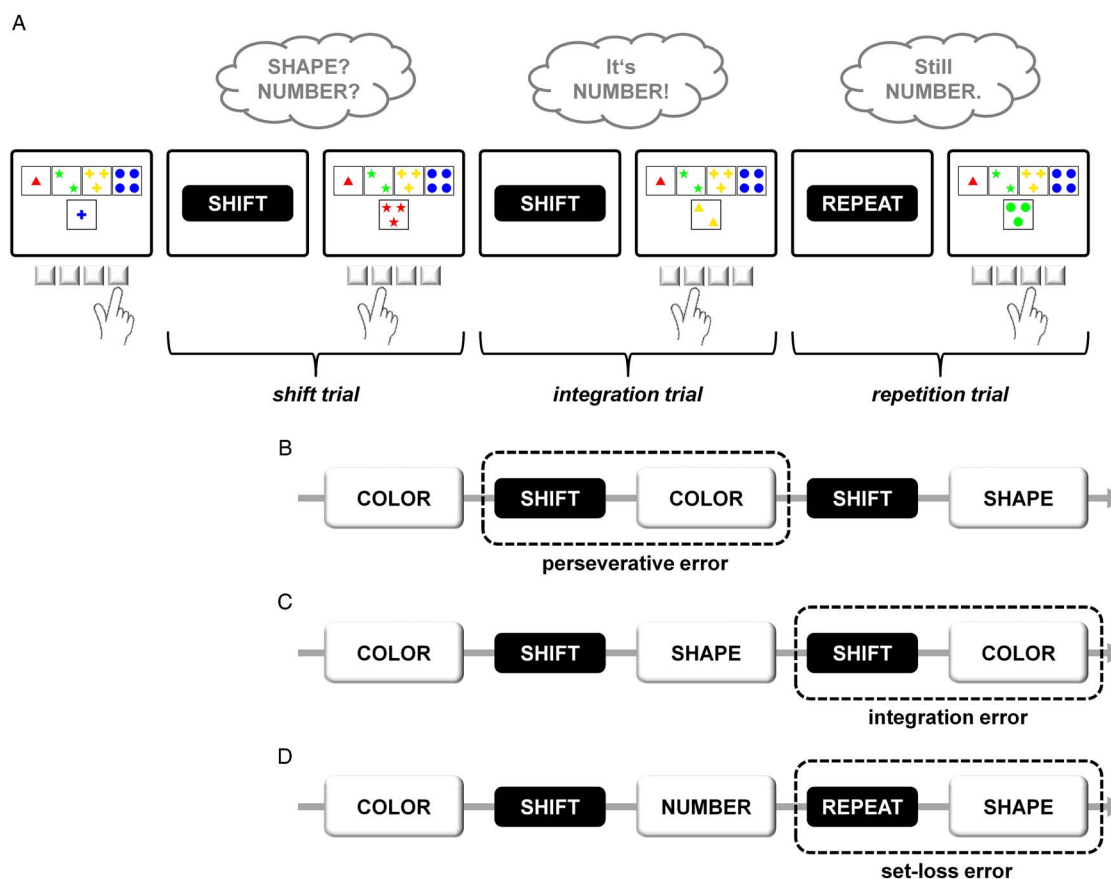 A
SHAPE?
NUMBER?
It's
NUMBER!
Still
NUMBER.
SHIFT
SHIFT
REPEAT
shift trial
integration trial
repetition trial
B
COLOR
SHIFT
COLOR
SHIFT
SHAPE
perseverative error
C
COLOR
SHIFT
SHAPE
SHIFT
COLOR
integration error
D
COLOR
SHIFT
NUMBER
REPEAT
SHAPE
set-loss error